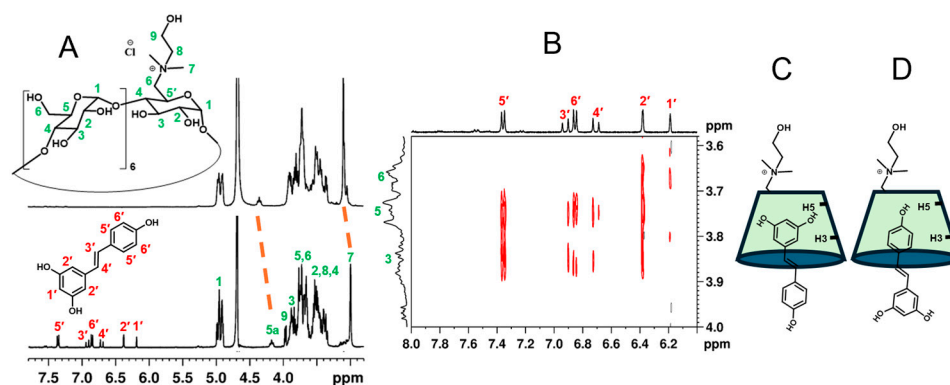 A
OH
9
Cl
8
N
7
6
5'
4
1
1
HO
5
6
OH
2
3
HO
4
HO
2
OH
3
OH
6
6'
OH
5'
3'
6'
5'
2'
4'
HO
1'
2'
OH
5'
3'
6'
4'
2'
1'
1
5a
9
3
5,6
2,8,4
7
7.5 7.0 6.5 6.0 5.5 5.0 4.5 4.0 3.5 ppm
B
5'
3'
6'
4'
2'
1'
ppm
6
5
3
3.6
3.7
3.8
3.9
4.0
8.0 7.8 7.6 7.4 7.2 7.0 6.8 6.6 6.4 6.2 ppm
C
OH
N
HO
OH
H5
H3
HO
D
OH
N
OH
H5
H3
HO
OH